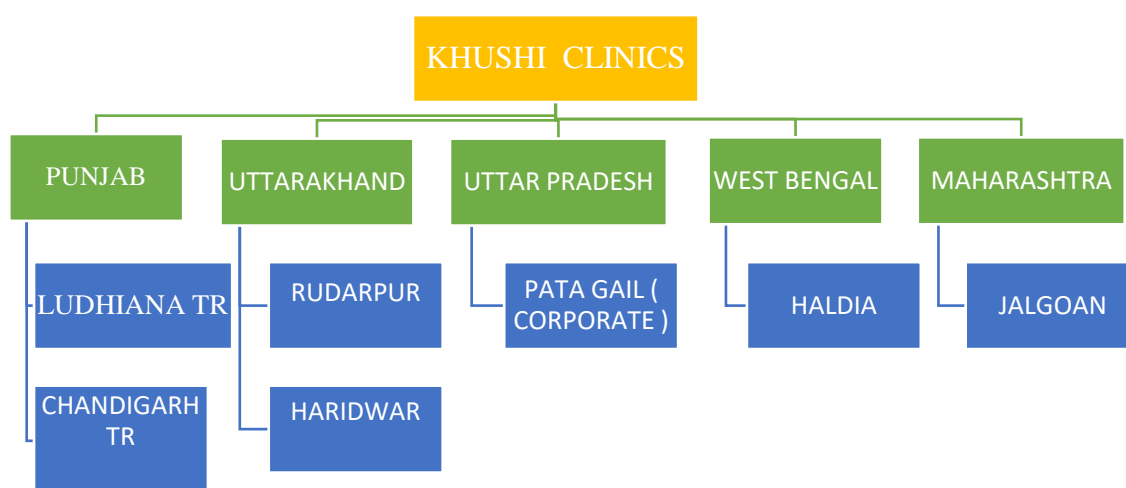 KHUSHI CLINICS
PUNJAB
UTTARAKHAND
UTTAR PRADESH
WEST BENGAL
MAHARASHTRA
LUDHIANA TR
RUDARPUR
PATA GAIL (
CORPORATE )
HALDIA
JALGOAN
CHANDIGARH
TR
HARIDWAR